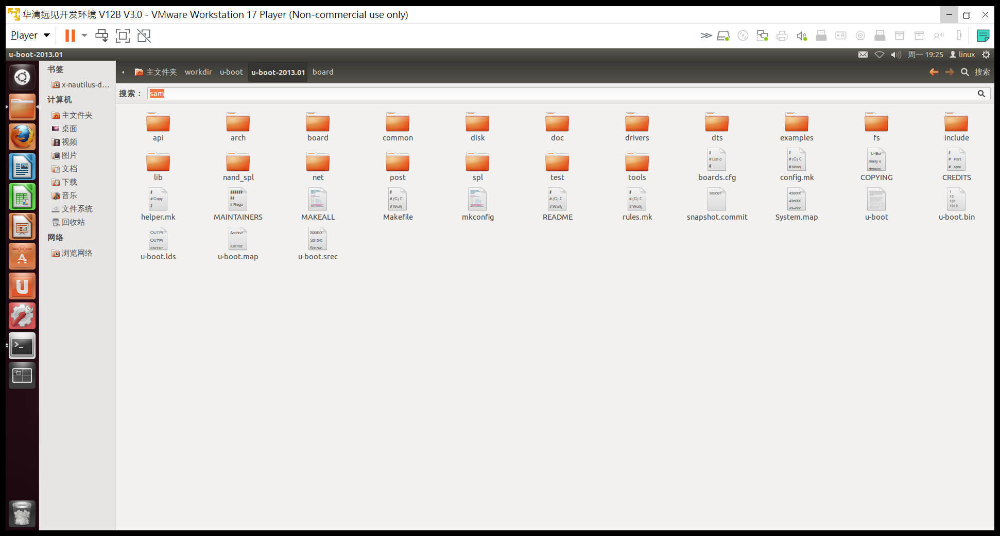 华清远见开发环境 V12B V3.0 - VMware Workstation 17 Player (Non-commercial use only)
Player
u-boot-2013.01
周一 19:25 linux
书签
x-nautilus-d...
计算机
主文件夹
桌面
视频
图片
文档
下载
音乐
文件系统
回收站
网络
浏览网络
主文件夹 workdir u-boot u-boot-2013.01 board
搜索
搜索： sam
api arch board common disk doc drivers dts examples fs include
lib nand_spl net post spl test tools boards.cfg config.mk COPYING CREDITS
helper.mk MAINTAINERS MAKEALL Makefile mkconfig README rules.mk snapshot.commit System.map u-boot u-boot.bin
u-boot.lds u-boot.map u-boot.srec